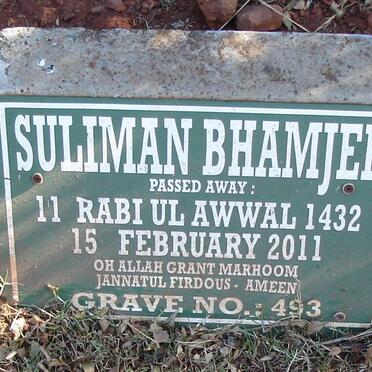 SULIMAN BHAMJEE
PASSED AWAY :
11 RABI UL AWWAL 1432
15 FEBRUARY 2011
OH ALLAH GRANT MARHOOM
JANNATUL FIRDOUS - AMEEN
GRAVE NO.: 493